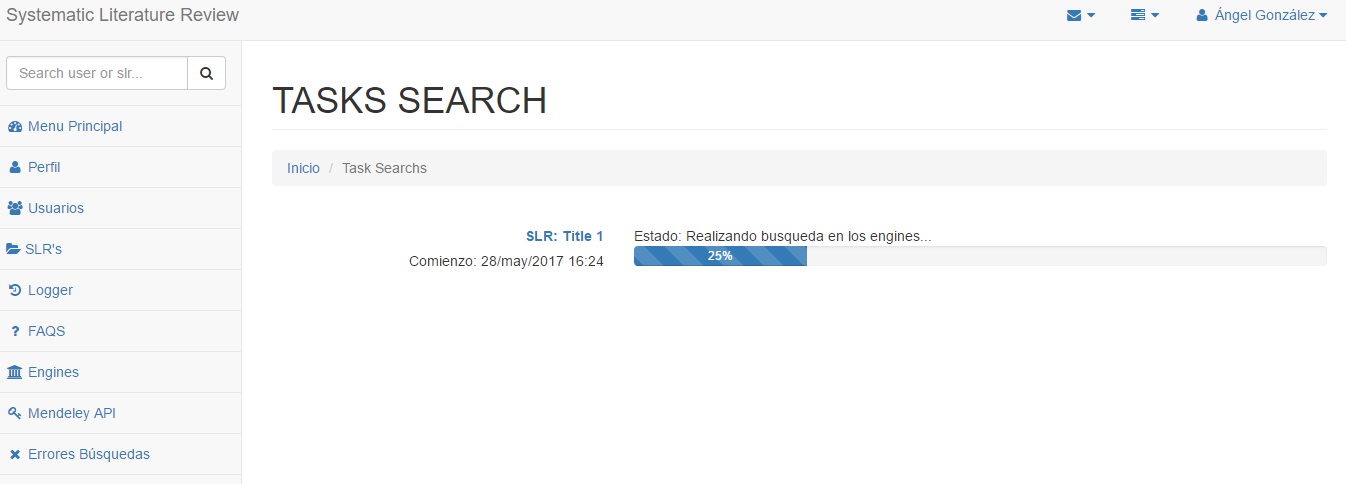 Systematic Literature Review
Ángel González
Search user or slr...
Menu Principal
Perfil
Usuarios
SLR's
Logger
FAQS
Engines
Mendeley API
Errores Búsquedas
TASKS SEARCH
Inicio / Task Searchs
SLR: Title 1
Comienzo: 28/may/2017 16:24
Estado: Realizando busqueda en los engines...
25%